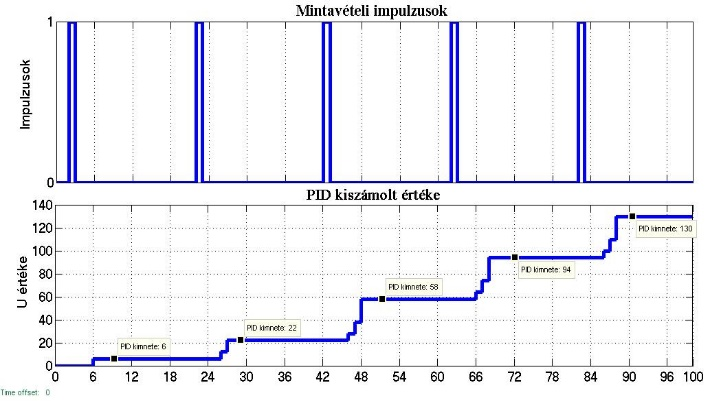 Mintavételi impulzusok
1
0
Impulzusok
PID kiszámolt értéke
140
120
100
80
60
40
20
0
U értéke
PID kimnete: 130
PID kimnete: 94
PID kimnete: 58
PID kimnete: 22
PID kimnete: 6
0 6 12 18 24 30 36 42 48 54 60 66 72 78 84 90 96 100
Time offset: 0